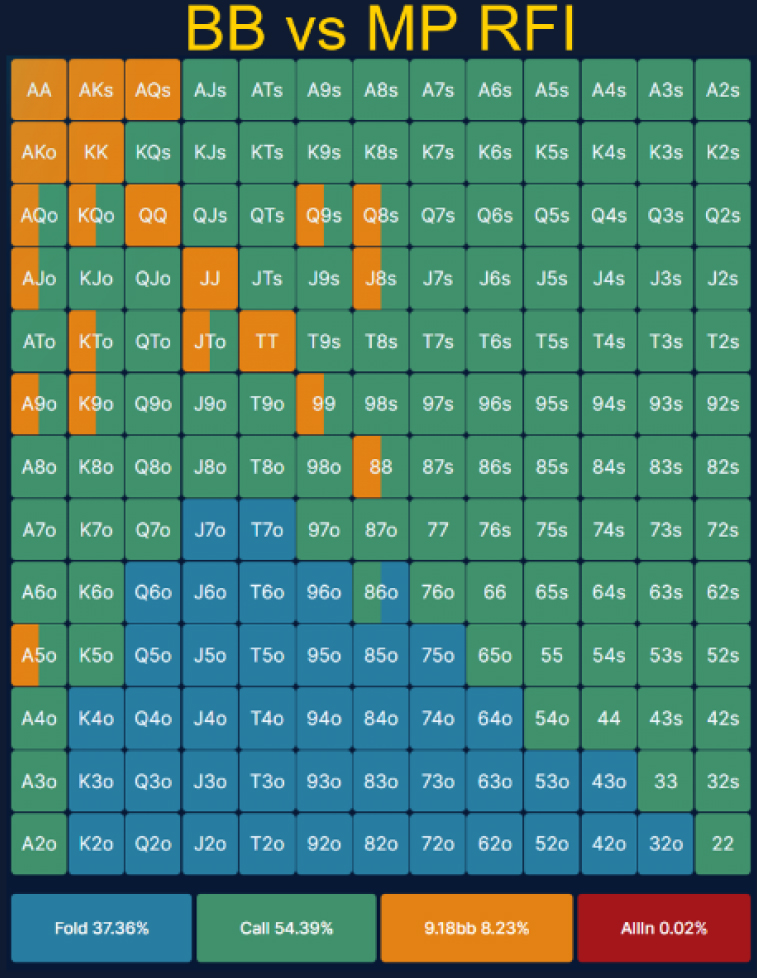 BB vs MP RFI
AA AKs AQs AJs ATs A9s A8s A7s A6s A5s A4s A3s A2s
AKo KK KQs KJs KTs K9s K8s K7s K6s K5s K4s K3s K2s
AQo KQo QQ QJs QTs Q9s Q8s Q7s Q6s Q5s Q4s Q3s Q2s
AJo KJo QJo JJ JTs J9s J8s J7s J6s J5s J4s J3s J2s
ATo KTo QTo JTo TT T9s T8s T7s T6s T5s T4s T3s T2s
A9o K9o Q9o J9o T9o 99 98s 97s 96s 95s 94s 93s 92s
A8o K8o Q8o J8o T8o 98o 88 87s 86s 85s 84s 83s 82s
A7o K7o Q7o J7o T7o 97o 87o 77 76s 75s 74s 73s 72s
A6o K6o Q6o J6o T6o 96o 86o 76o 66 65s 64s 63s 62s
A5o K5o Q5o J5o T5o 95o 85o 75o 65o 55 54s 53s 52s
A4o K4o Q4o J4o T4o 94o 84o 74o 64o 54o 44 43s 42s
A3o K3o Q3o J3o T3o 93o 83o 73o 63o 53o 43o 33 32s
A2o K2o Q2o J2o T2o 92o 82o 72o 62o 52o 42o 32o 22
Fold 37.36% Call 54.39% 9.18bb 8.23% AllIn 0.02%